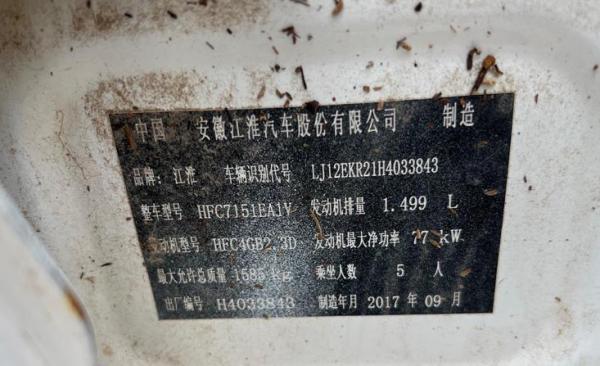 中国 安徽江淮汽车股份有限公司 制造
品牌: 江淮 车辆识别代号 LJ12EKR21H4033843
整车型号 HFC7151EA1V 发动机排量 1.499 L
发动机型号 HFC4GB2.3D 发动机最大净功率 77 kW
最大允许总质量 1585 kg 乘坐人数 5 人
出厂编号 H4033843 制造年月 2017 年 09 月